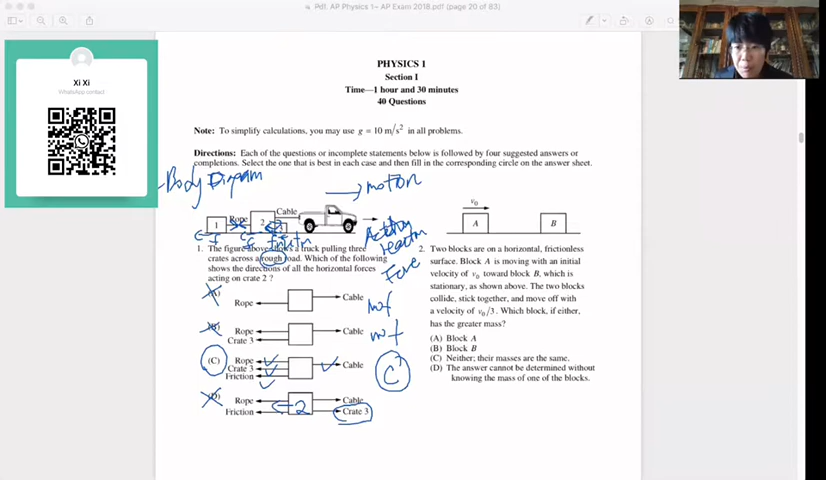 Pdf. AP Physics 1– AP Exam 2018.pdf (page 20 of 83)
Xi Xi
WhatsApp contact
PHYSICS 1
Section I
Time—1 hour and 30 minutes
40 Questions
Note: To simplify calculations, you may use g = 10 m/s² in all problems.
Directions: Each of the questions or incomplete statements below is followed by four suggested answers or
completions. Select the one that is best in each case and then fill in the corresponding circle on the answer sheet.
-Body Digram
→ motion
Rope
Cable
1
2
3
f
f
friction
Action
reaction
Force
1. The figure above shows a truck pulling three
crates across a rough road. Which of the following
shows the directions of all the horizontal forces
acting on crate 2 ?
(A)
Rope
Cable
(B)
Rope
Crate 3
Cable
(C)
Rope
Crate 3
Friction
Cable
(D)
Rope
Friction
2
Cable
Crate 3
C
v₀
A
B
2. Two blocks are on a horizontal, frictionless
surface. Block A is moving with an initial
velocity of v₀ toward block B, which is
stationary, as shown above. The two blocks
collide, stick together, and move off with
a velocity of v₀/3. Which block, if either,
has the greater mass?
(A) Block A
(B) Block B
(C) Neither; their masses are the same.
(D) The answer cannot be determined without
knowing the mass of one of the blocks.